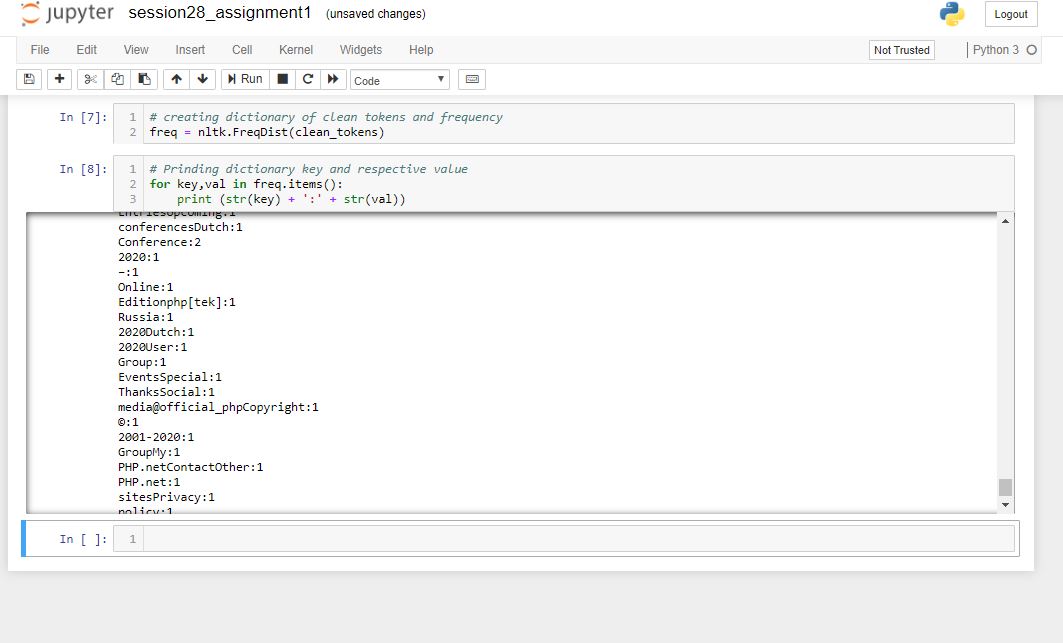 jupyter session28_assignment1 (unsaved changes) Logout
File Edit View Insert Cell Kernel Widgets Help Not Trusted Python 3
Run Code
In [7]: 1 # creating dictionary of clean tokens and frequency
2 freq = nltk.FreqDist(clean_tokens)
In [8]: 1 # Prinding dictionary key and respective value
2 for key,val in freq.items():
3 print (str(key) + ':' + str(val))
EntriesUpcoming:1
conferencesDutch:1
Conference:2
2020:1
–:1
Online:1
Editionphp[tek]:1
Russia:1
2020Dutch:1
2020User:1
Group:1
EventsSpecial:1
ThanksSocial:1
media@official_phpCopyright:1
©:1
2001-2020:1
GroupMy:1
PHP.netContactOther:1
PHP.net:1
sitesPrivacy:1
policy:1
In [ ]: 1